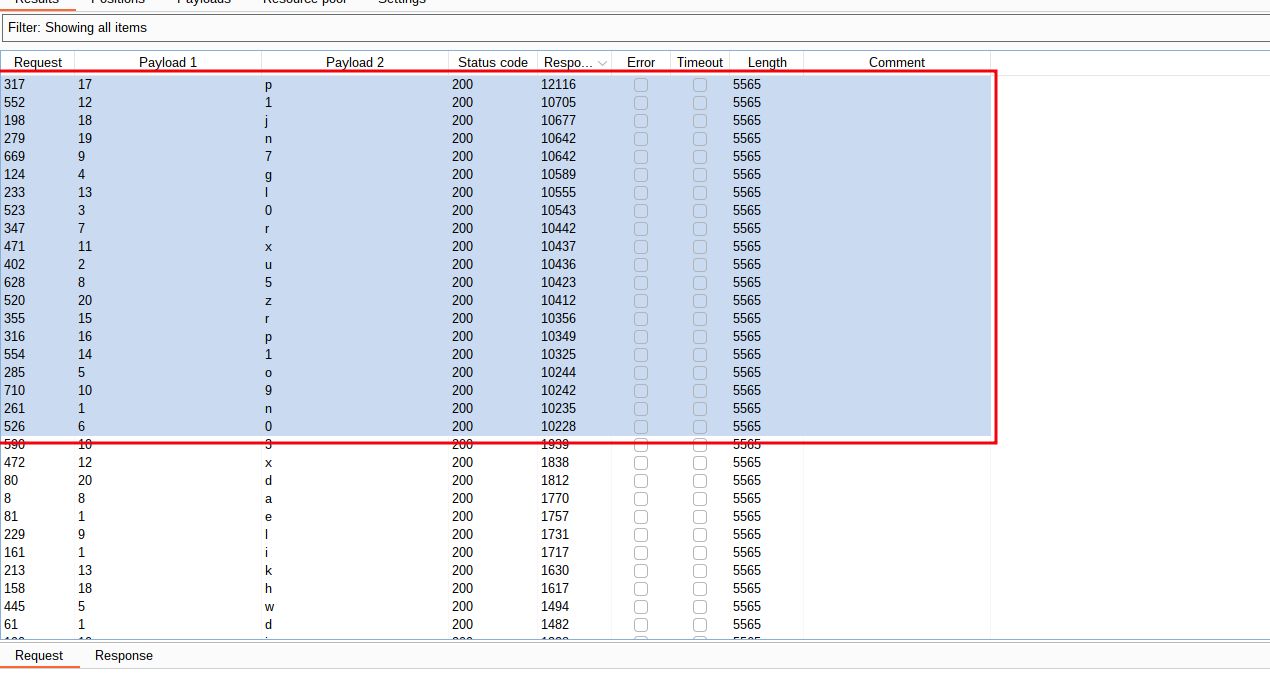 Results Positions Payloads Resource pool Settings
Filter: Showing all items
Request Payload 1 Payload 2 Status code Respo... Error Timeout Length Comment
317 17 p 200 12116 5565
552 12 1 200 10705 5565
198 18 j 200 10677 5565
279 19 n 200 10642 5565
669 9 7 200 10642 5565
124 4 g 200 10589 5565
233 13 l 200 10555 5565
523 3 0 200 10543 5565
347 7 r 200 10442 5565
471 11 x 200 10437 5565
402 2 u 200 10436 5565
628 8 5 200 10423 5565
520 20 z 200 10412 5565
355 15 r 200 10356 5565
316 16 p 200 10349 5565
554 14 1 200 10325 5565
285 5 o 200 10244 5565
710 10 9 200 10242 5565
261 1 n 200 10235 5565
526 6 0 200 10228 5565
590 10 3 200 1939 5565
472 12 x 200 1838 5565
80 20 d 200 1812 5565
8 8 a 200 1770 5565
81 1 e 200 1757 5565
229 9 l 200 1731 5565
161 1 i 200 1717 5565
213 13 k 200 1630 5565
158 18 h 200 1617 5565
445 5 w 200 1494 5565
61 1 d 200 1482 5565
Request Response